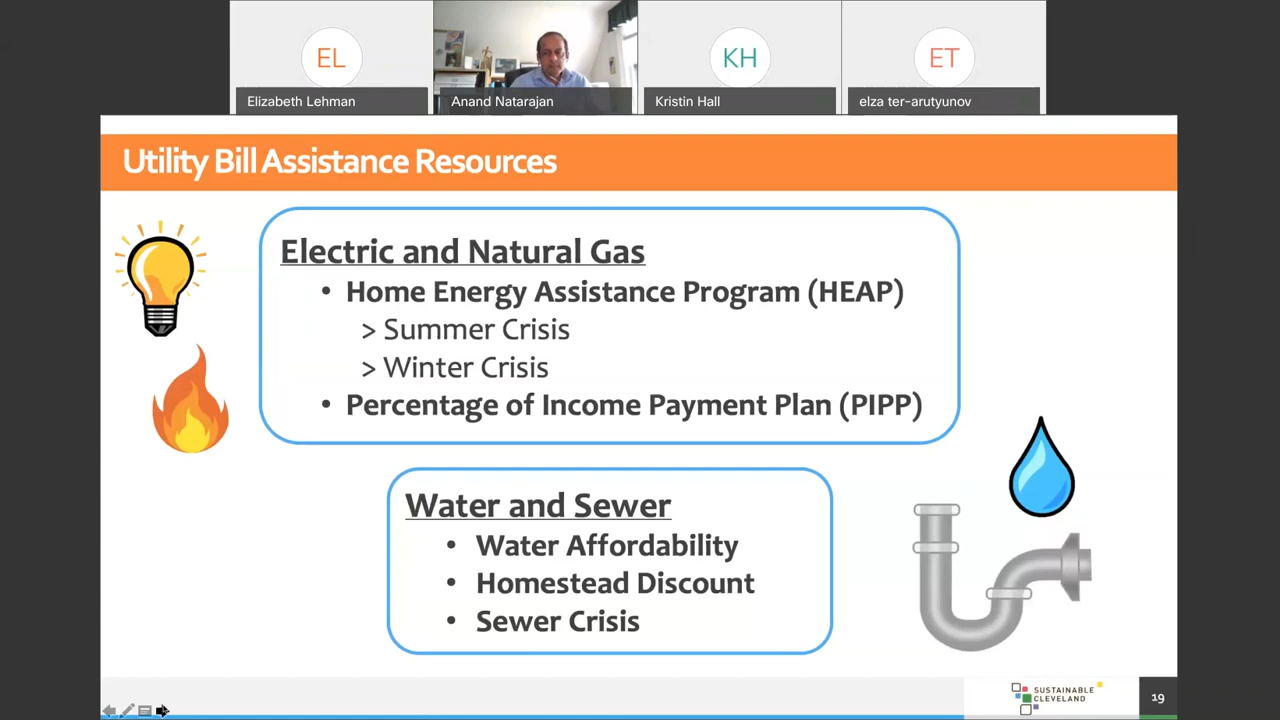 EL
KH
ET
Elizabeth Lehman
Anand Natarajan
Kristin Hall
elza ter-arutyunov
Utility Bill Assistance Resources
Electric and Natural Gas
• Home Energy Assistance Program (HEAP)
> Summer Crisis
> Winter Crisis
• Percentage of Income Payment Plan (PIPP)
Water and Sewer
• Water Affordability
• Homestead Discount
• Sewer Crisis
SUSTAINABLE
CLEVELAND
19